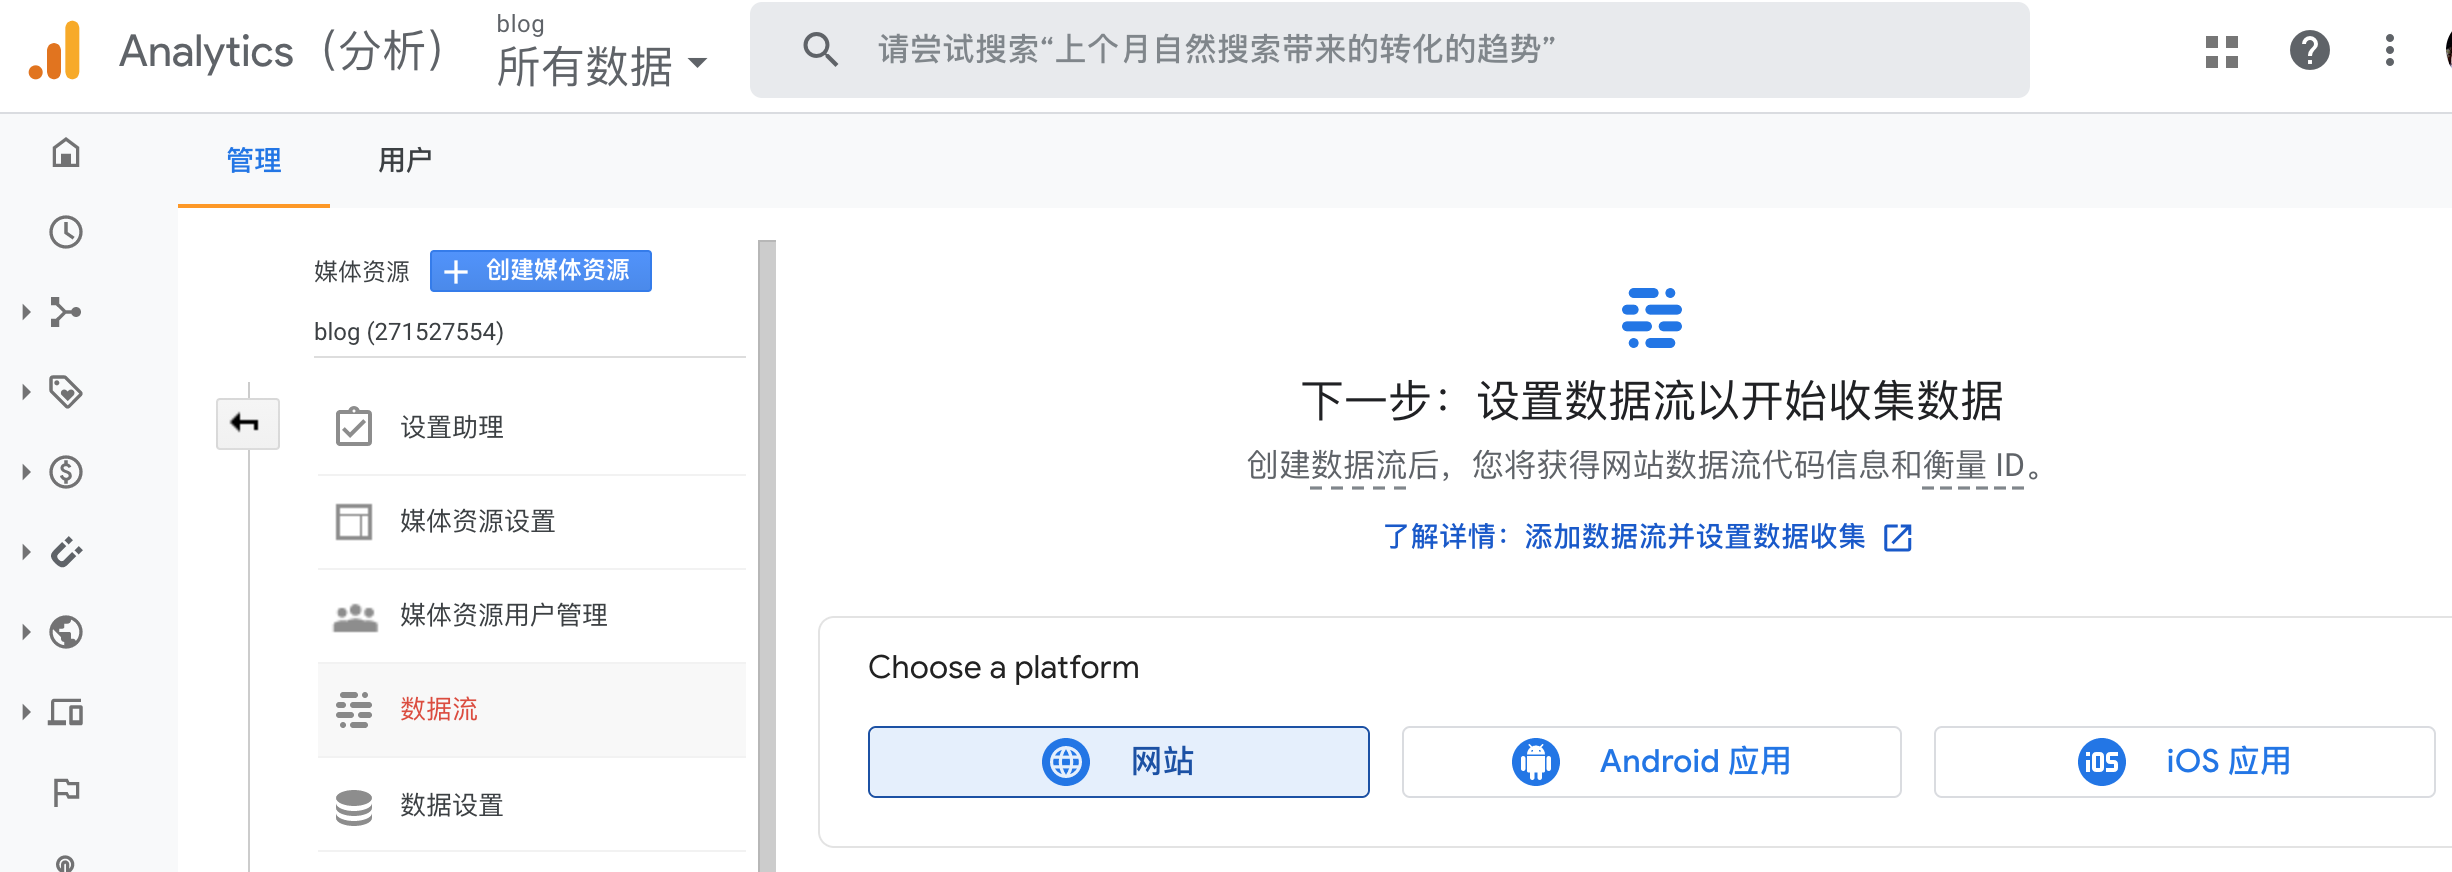 Analytics（分析）
blog
所有数据
请尝试搜索“上个月自然搜索带来的转化的趋势”
管理
用户
媒体资源
创建媒体资源
blog (271527554)
设置助理
媒体资源设置
媒体资源用户管理
数据流
数据设置
下一步：设置数据流以开始收集数据
创建数据流后，您将获得网站数据流代码信息和衡量 ID。
了解详情：添加数据流并设置数据收集
Choose a platform
网站
Android 应用
iOS
iOS 应用